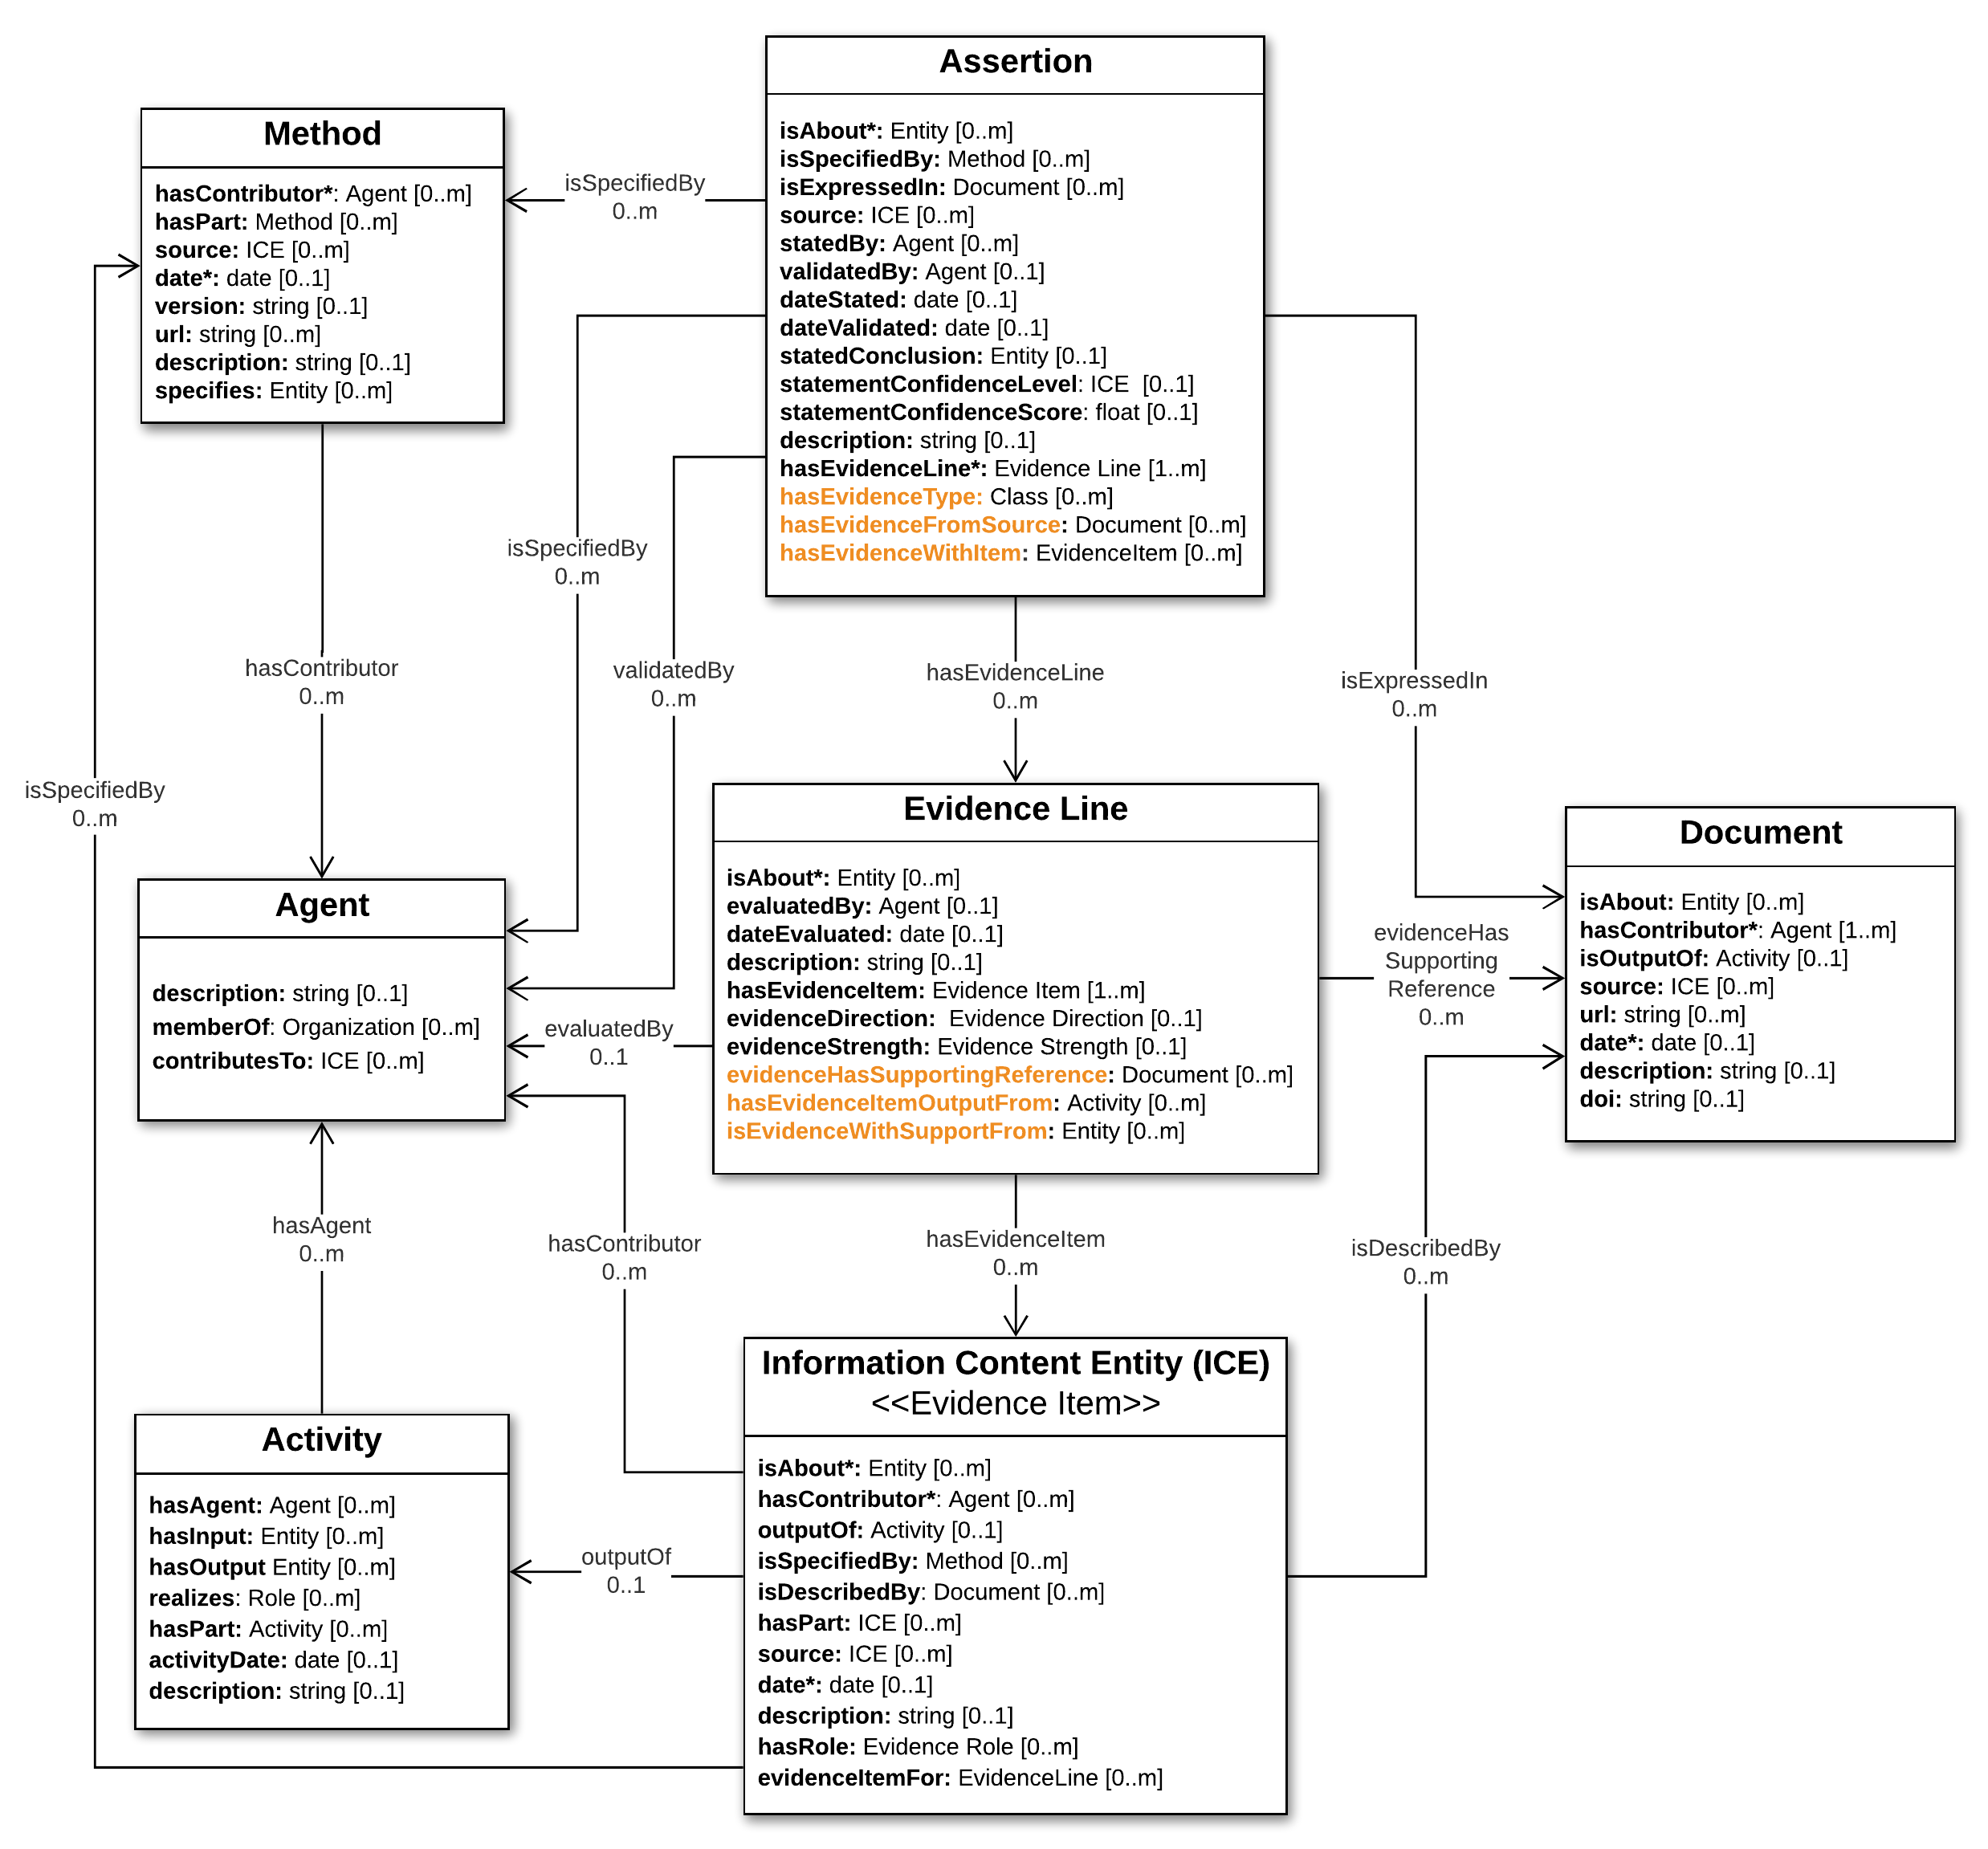 Assertion
isAbout*: Entity [0..m]
isSpecifiedBy: Method [0..m]
isExpressedIn: Document [0..m]
source: ICE [0..m]
statedBy: Agent [0..m]
validatedBy: Agent [0..1]
dateStated: date [0..1]
dateValidated: date [0..1]
statedConclusion: Entity [0..1]
statementConfidenceLevel: ICE  [0..1]
statementConfidenceScore: float [0..1]
description: string [0..1]
hasEvidenceLine*: Evidence Line [1..m]
hasEvidenceType: Class [0..m]
hasEvidenceFromSource: Document [0..m]
hasEvidenceWithItem: EvidenceItem [0..m]
Method
hasContributor*: Agent [0..m]
hasPart: Method [0..m]
source: ICE [0..m]
date*: date [0..1]
version: string [0..1]
url: string [0..m]
description: string [0..1]
specifies: Entity [0..m]
isSpecifiedBy
0..m
isSpecifiedBy
0..m
hasContributor
0..m
validatedBy
0..m
hasEvidenceLine
0..m
isExpressedIn
0..m
isSpecifiedBy
0..m
Evidence Line
isAbout*: Entity [0..m]
evaluatedBy: Agent [0..1]
dateEvaluated: date [0..1]
description: string [0..1]
hasEvidenceItem: Evidence Item [1..m]
evidenceDirection:  Evidence Direction [0..1]
evidenceStrength: Evidence Strength [0..1]
evidenceHasSupportingReference: Document [0..m]
hasEvidenceItemOutputFrom: Activity [0..m]
isEvidenceWithSupportFrom: Entity [0..m]
Document
isAbout: Entity [0..m]
hasContributor*: Agent [1..m]
isOutputOf: Activity [0..1]
source: ICE [0..m]
url: string [0..m]
date*: date [0..1]
description: string [0..1]
doi: string [0..1]
Agent
description: string [0..1]
memberOf: Organization [0..m]
contributesTo: ICE [0..m]
evidenceHas
Supporting
Reference
0..m
evaluatedBy
0..1
hasAgent
0..m
hasContributor
0..m
hasEvidenceItem
0..m
isDescribedBy
0..m
Information Content Entity (ICE)
<<Evidence Item>>
isAbout*: Entity [0..m]
hasContributor*: Agent [0..m]
outputOf: Activity [0..1]
isSpecifiedBy: Method [0..m]
isDescribedBy: Document [0..m]
hasPart: ICE [0..m]
source: ICE [0..m]
date*: date [0..1]
description: string [0..1]
hasRole: Evidence Role [0..m]
evidenceItemFor: EvidenceLine [0..m]
Activity
hasAgent: Agent [0..m]
hasInput: Entity [0..m]
hasOutput Entity [0..m]
realizes: Role [0..m]
hasPart: Activity [0..m]
activityDate: date [0..1]
description: string [0..1]
outputOf
0..1